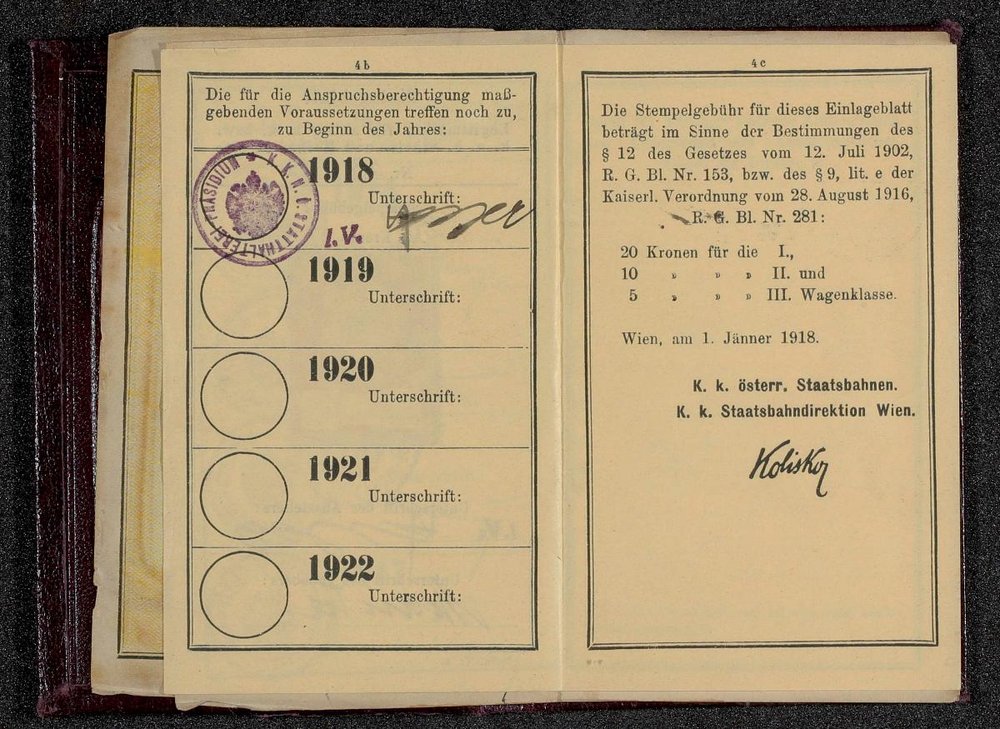 4b
Die für die Anspruchsberechtigung maß-
gebenden Voraussetzungen treffen noch zu,
zu Beginn des Jahres:
K. K. N. Ö. STATTHALTEREI PRÄSIDIUM
1918
Unterschrift:
I.V.
1919
Unterschrift:
1920
Unterschrift:
1921
Unterschrift:
1922
Unterschrift:
4c
Die Stempelgebühr für dieses Einlageblatt
beträgt im Sinne der Bestimmungen des
§ 12 des Gesetzes vom 12. Juli 1902,
R. G. Bl. Nr. 153, bzw. des § 9, lit. e der
Kaiserl. Verordnung vom 28. August 1916,
R. G. Bl. Nr. 281:
20 Kronen für die I.,
10 „ „ „ II. und
5 „ „ „ III. Wagenklasse.
Wien, am 1. Jänner 1918.
K. k. österr. Staatsbahnen.
K. k. Staatsbahndirektion Wien.
Kolisko